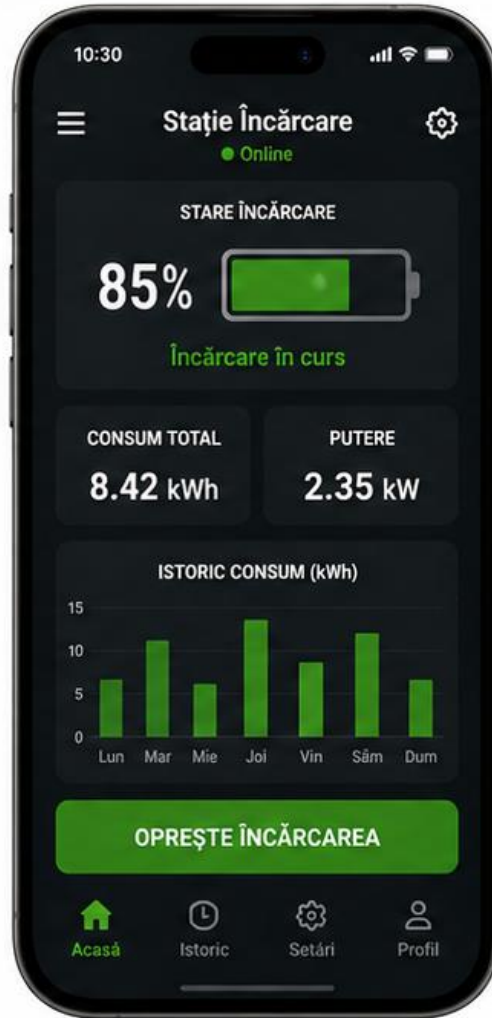 10:30
Stație Încărcare
Online
STARE ÎNCĂRCARE
85%
Încărcare în curs
CONSUM TOTAL
8.42 kWh
PUTERE
2.35 kW
ISTORIC CONSUM (kWh)
15
10
5
0
Lun Mar Mie Joi Vin Sâm Dum
OPREȘTE ÎNCĂRCAREA
Acasă Istoric Setări Profil